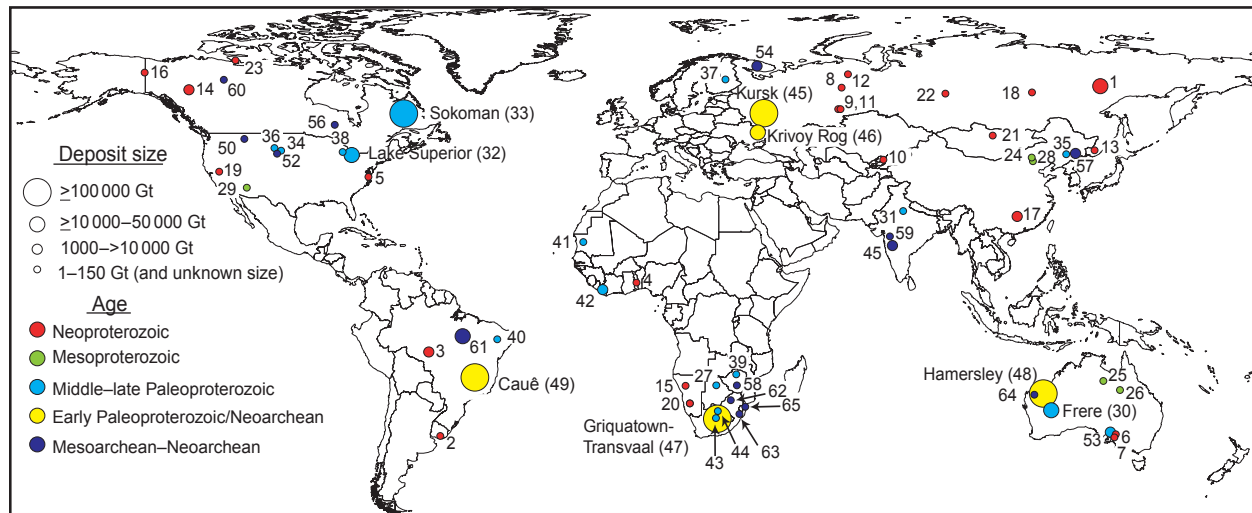 54
16
23
14
60
37
8
12
1
Kursk (45)
22
18
9, 11
Sokoman (33)
56
Krivoy Rog (46)
21
50
36
34
38
Lake Superior (32)
52
35
13
24
28
57
10
Deposit size
19
5
29
≥100 000 Gt
17
31
≥10 000–50 000 Gt
59
41
45
1000–>10 000 Gt
1–150 Gt (and unknown size)
4
42
Age
Neoproterozoic
40
Mesoproterozoic
3
61
39
25
Middle–late Paleoproterozoic
15
27
58
62
Hamersley (48)
Cauê (49)
64
26
Early Paleoproterozoic/Neoarchean
20
65
Frere (30)
Griquatown-
Transvaal (47)
Mesoarchean–Neoarchean
2
44
63
43
53
6
7